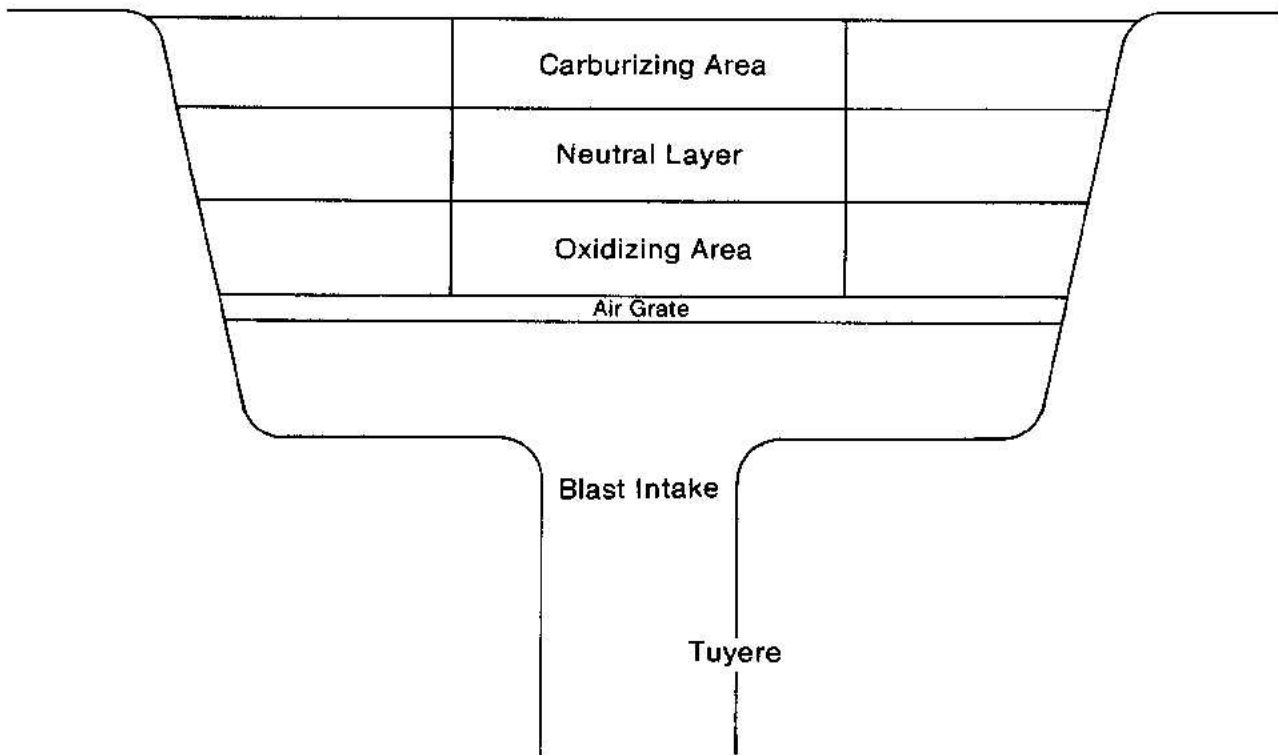 Carburizing Area
Neutral Layer
Oxidizing Area
Air Grate
Blast Intake
Tuyere